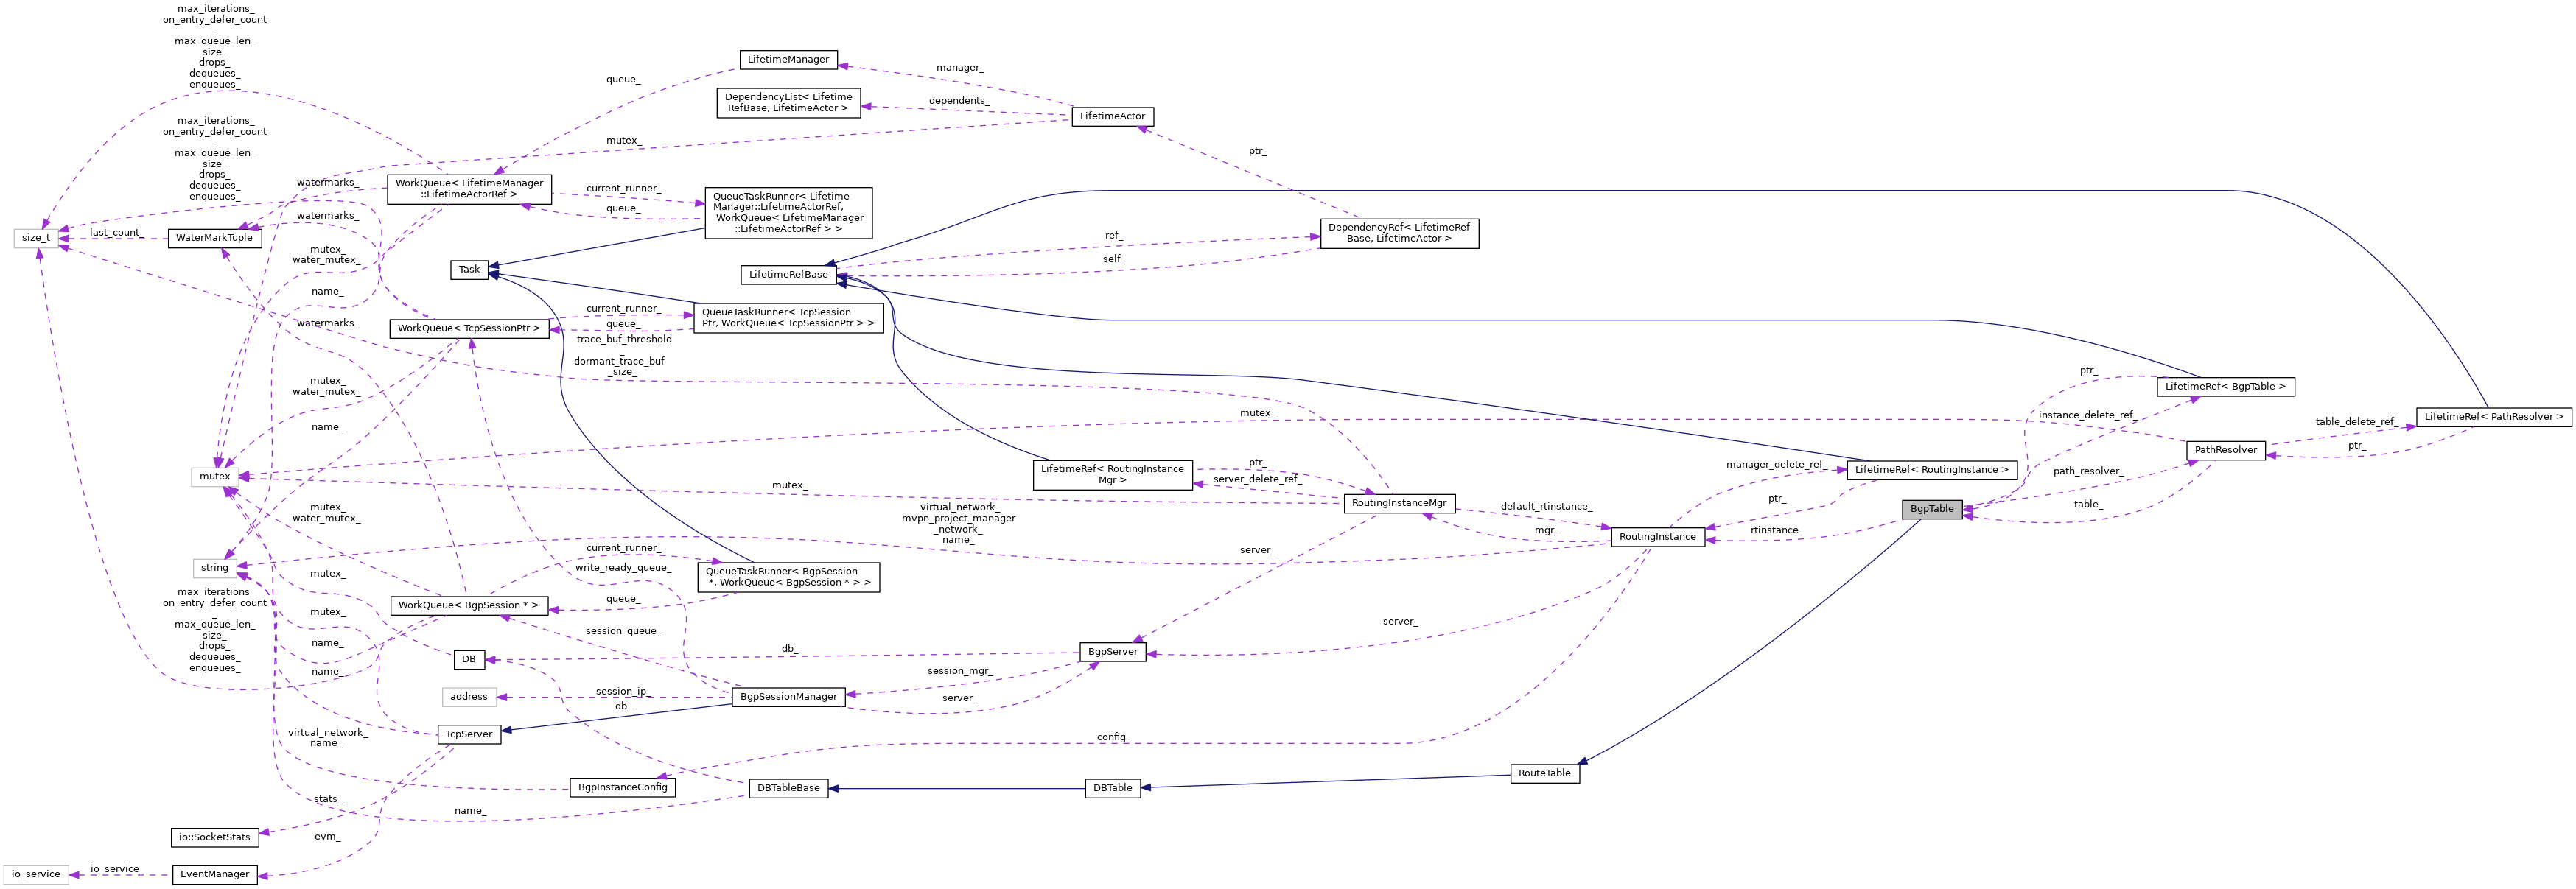 max_iterations_
on_entry_defer_count
_
max_queue_len_
size_
drops_
dequeues_
enqueues_
LifetimeManager
manager_
queue_
DependencyList< Lifetime
RefBase, LifetimeActor >
dependents_
LifetimeActor
max_iterations_
on_entry_defer_count
_
max_queue_len_
size_
drops_
dequeues_
enqueues_
mutex_
ptr_
watermarks_
WorkQueue< LifetimeManager
::LifetimeActorRef >
current_runner_
queue_
QueueTaskRunner< Lifetime
Manager::LifetimeActorRef,
WorkQueue< LifetimeManager
::LifetimeActorRef > >
watermarks_
size_t
last_count_
WaterMarkTuple
ref_
self_
DependencyRef< LifetimeRef
Base, LifetimeActor >
mutex_
water_mutex_
Task
LifetimeRefBase
name_
watermarks_
WorkQueue< TcpSessionPtr >
current_runner_
queue_
QueueTaskRunner< TcpSession
Ptr, WorkQueue< TcpSessionPtr > >
trace_buf_threshold
_
dormant_trace_buf
_size_
mutex_
water_mutex_
name_
mutex_
ptr_
LifetimeRef< BgpTable >
instance_delete_ref_
LifetimeRef< PathResolver >
table_delete_ref_
ptr_
PathResolver
path_resolver_
table_
mutex
mutex_
LifetimeRef< RoutingInstance
Mgr >
ptr_
server_delete_ref_
RoutingInstanceMgr
manager_delete_ref_
LifetimeRef< RoutingInstance >
ptr_
BgpTable
default_rtinstance_
mgr_
RoutingInstance
rtinstance_
virtual_network_
mvpn_project_manager
_network_
name_
mutex_
water_mutex_
string
current_runner_
QueueTaskRunner< BgpSession
*, WorkQueue< BgpSession * > >
write_ready_queue_
server_
mutex_
max_iterations_
on_entry_defer_count
_
max_queue_len_
size_
drops_
dequeues_
enqueues_
WorkQueue< BgpSession * >
queue_
mutex_
session_queue_
server_
name_
name_
DB
db_
BgpServer
session_mgr_
server_
address
session_ip_
BgpSessionManager
db_
TcpServer
virtual_network_
name_
config_
RouteTable
BgpInstanceConfig
DBTableBase
DBTable
stats_
name_
io::SocketStats
evm_
io_service
io_service_
EventManager